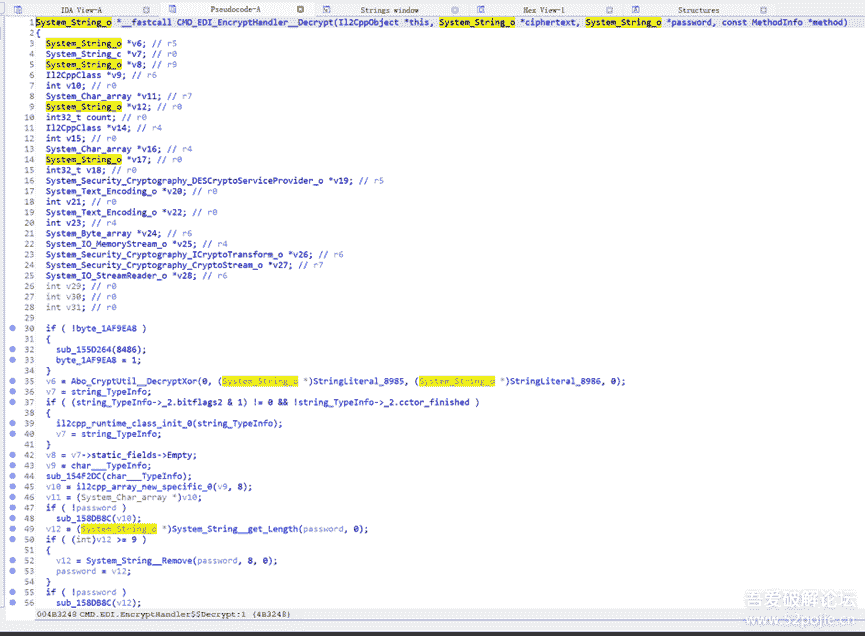 IDA View-A Pseudocode-A Strings window Hex View-1 Structures
1 System_String_o *__fastcall CMD_EDI_EncryptHandler__Decrypt(Il2CppObject *this, System_String_o *ciphertext, System_String_o *password, const MethodInfo *method)
2 {
3 System_String_o *v6; // r5
4 System_String_c *v7; // r0
5 System_String_o *v8; // r9
6 Il2CppClass *v9; // r6
7 int v10; // r0
8 System_Char_array *v11; // r7
9 System_String_o *v12; // r0
10 int32_t count; // r0
11 Il2CppClass *v14; // r4
12 int v15; // r0
13 System_Char_array *v16; // r4
14 System_String_o *v17; // r0
15 int32_t v18; // r0
16 System_Security_Cryptography_DESCryptoServiceProvider_o *v19; // r5
17 System_Text_Encoding_o *v20; // r0
18 int v21; // r0
19 System_Text_Encoding_o *v22; // r0
20 int v23; // r4
21 System_Byte_array *v24; // r6
22 System_IO_MemoryStream_o *v25; // r4
23 System_Security_Cryptography_ICryptoTransform_o *v26; // r6
24 System_Security_Cryptography_CryptoStream_o *v27; // r7
25 System_IO_StreamReader_o *v28; // r6
26 int v29; // r0
27 int v30; // r0
28 int v31; // r0
29
30 if ( !byte_1AF9EA8 )
31 {
32 sub_155D264(8486);
33 byte_1AF9EA8 = 1;
34 }
35 v6 = Abo_CryptUtil__DecryptXor(0, (System_String_o *)StringLiteral_8985, (System_String_o *)StringLiteral_8986, 0);
36 v7 = string_TypeInfo;
37 if ( (string_TypeInfo->_2.bitflags2 & 1) != 0 && !string_TypeInfo->_2.cctor_finished )
38 {
39 il2cpp_runtime_class_init_0(string_TypeInfo);
40 v7 = string_TypeInfo;
41 }
42 v8 = v7->static_fields->Empty;
43 v9 = char___TypeInfo;
44 sub_154F2DC(char___TypeInfo);
45 v10 = il2cpp_array_new_specific_0(v9, 8);
46 v11 = (System_Char_array *)v10;
47 if ( !password )
48 sub_158DB8C(v10);
49 v12 = (System_String_o *)System_String__get_Length(password, 0);
50 if ( (int)v12 >= 9 )
51 {
52 v12 = System_String__Remove(password, 8, 0);
53 password = v12;
54 }
55 if ( !password )
56 sub_158DB8C(v12);
004B3248 CMD.EDI.EncryptHandler$$Decrypt:1 (4B3248)
吾爱破解论坛
www.52pojie.cn